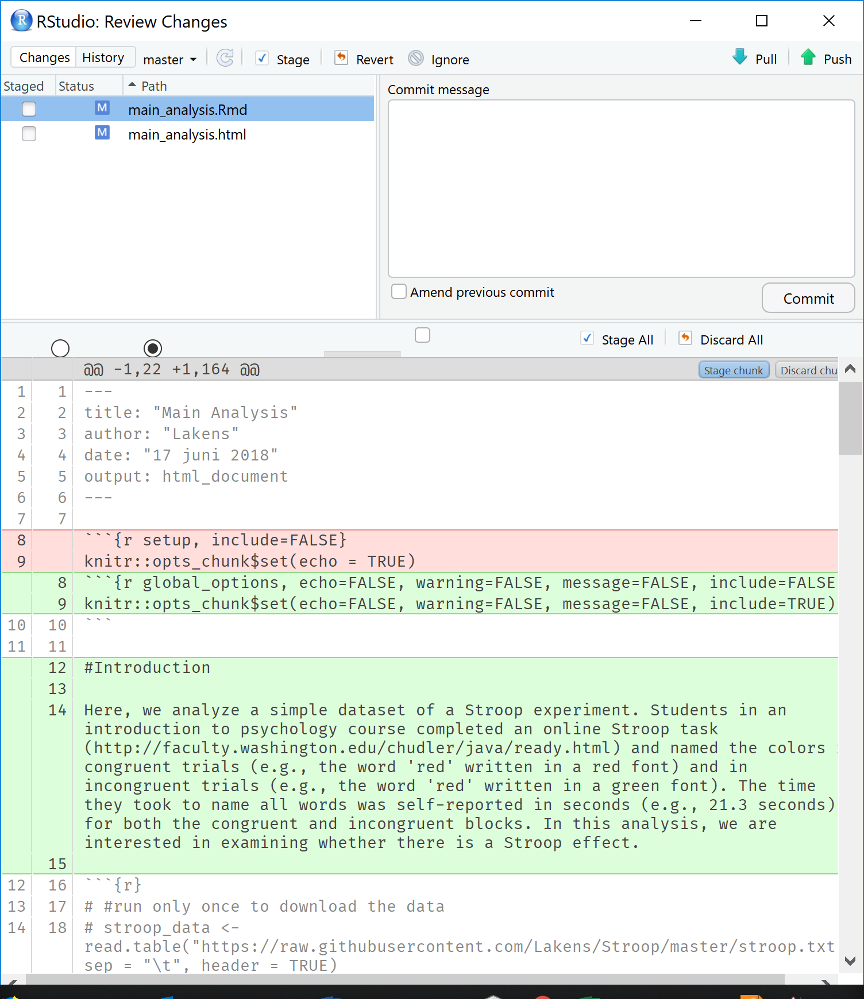 RStudio: Review Changes
Changes History master Stage Revert Ignore Pull Push
Staged Status Path
M main_analysis.Rmd
M main_analysis.html
Commit message
Amend previous commit
Commit
Stage All Discard All
@@ -1,22 +1,164 @@ Stage chunk Discard chu
1 1 ---
2 2 title: "Main Analysis"
3 3 author: "Lakens"
4 4 date: "17 juni 2018"
5 5 output: html_document
6 6 ---
7 7
8 ```{r setup, include=FALSE}
9 knitr::opts_chunk$set(echo = TRUE)
8 ```{r global_options, echo=FALSE, warning=FALSE, message=FALSE, include=FALSE
9 knitr::opts_chunk$set(echo=FALSE, warning=FALSE, message=FALSE, include=TRUE)
10 10 ```
11 11
12 #Introduction
13
14 Here, we analyze a simple dataset of a Stroop experiment. Students in an
introduction to psychology course completed an online Stroop task
(http://faculty.washington.edu/chudler/java/ready.html) and named the colors
congruent trials (e.g., the word 'red' written in a red font) and in
incongruent trials (e.g., the word 'red' written in a green font). The time
they took to name all words was self-reported in seconds (e.g., 21.3 seconds)
for both the congruent and incongruent blocks. In this analysis, we are
interested in examining whether there is a Stroop effect.
15
12 16 ```{r}
13 17 # #run only once to download the data
14 18 # stroop_data <-
read.table("https://raw.githubusercontent.com/Lakens/Stroop/master/stroop.txt
sep = "\t", header = TRUE)